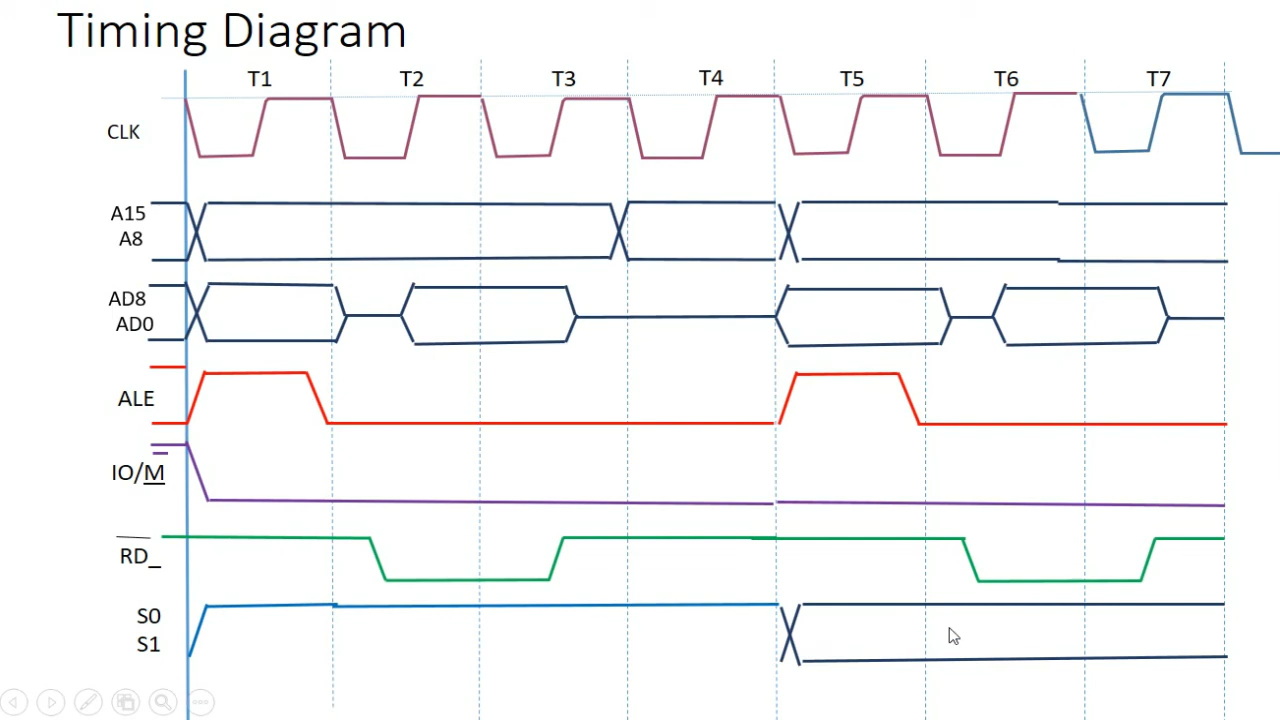 Timing Diagram
T1 T2 T3 T4 T5 T6 T7
CLK
A15
A8
AD8
AD0
ALE
IO/M
RD_
S0
S1